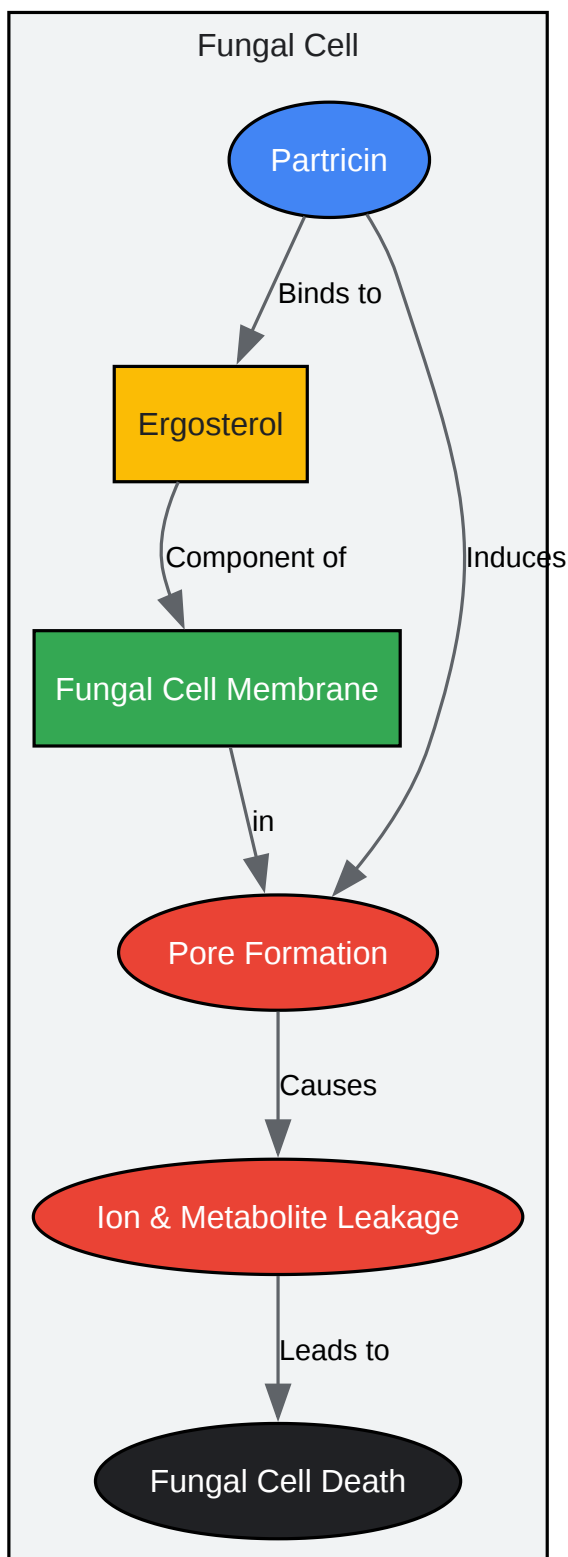 Fungal Cell
Partricin
Binds to
Ergosterol
Component of
Induces
Fungal Cell Membrane
in
Pore Formation
Causes
Ion & Metabolite Leakage
Leads to
Fungal Cell Death